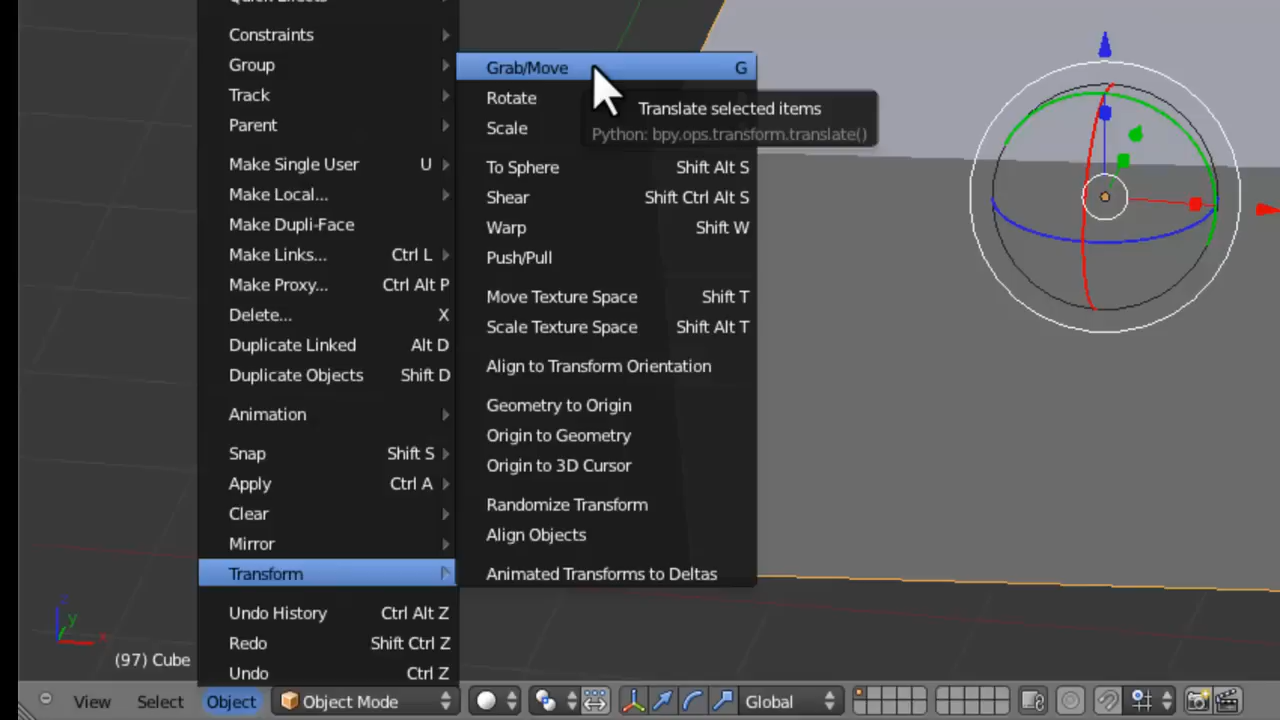 Quick Effects
Constraints
Group
Track
Parent
Make Single User U
Make Local...
Make Dupli-Face
Make Links... Ctrl L
Make Proxy... Ctrl Alt P
Delete... X
Duplicate Linked Alt D
Duplicate Objects Shift D
Animation
Snap Shift S
Apply Ctrl A
Clear
Mirror
Transform
Undo History Ctrl Alt Z
Redo Shift Ctrl Z
Undo Ctrl Z
Grab/Move G
Rotate
Scale
To Sphere Shift Alt S
Shear Shift Ctrl Alt S
Warp Shift W
Push/Pull
Move Texture Space Shift T
Scale Texture Space Shift Alt T
Align to Transform Orientation
Geometry to Origin
Origin to Geometry
Origin to 3D Cursor
Randomize Transform
Align Objects
Animated Transforms to Deltas
Translate selected items
Python: bpy.ops.transform.translate()
y
(97) Cube
View Select Object Object Mode Global